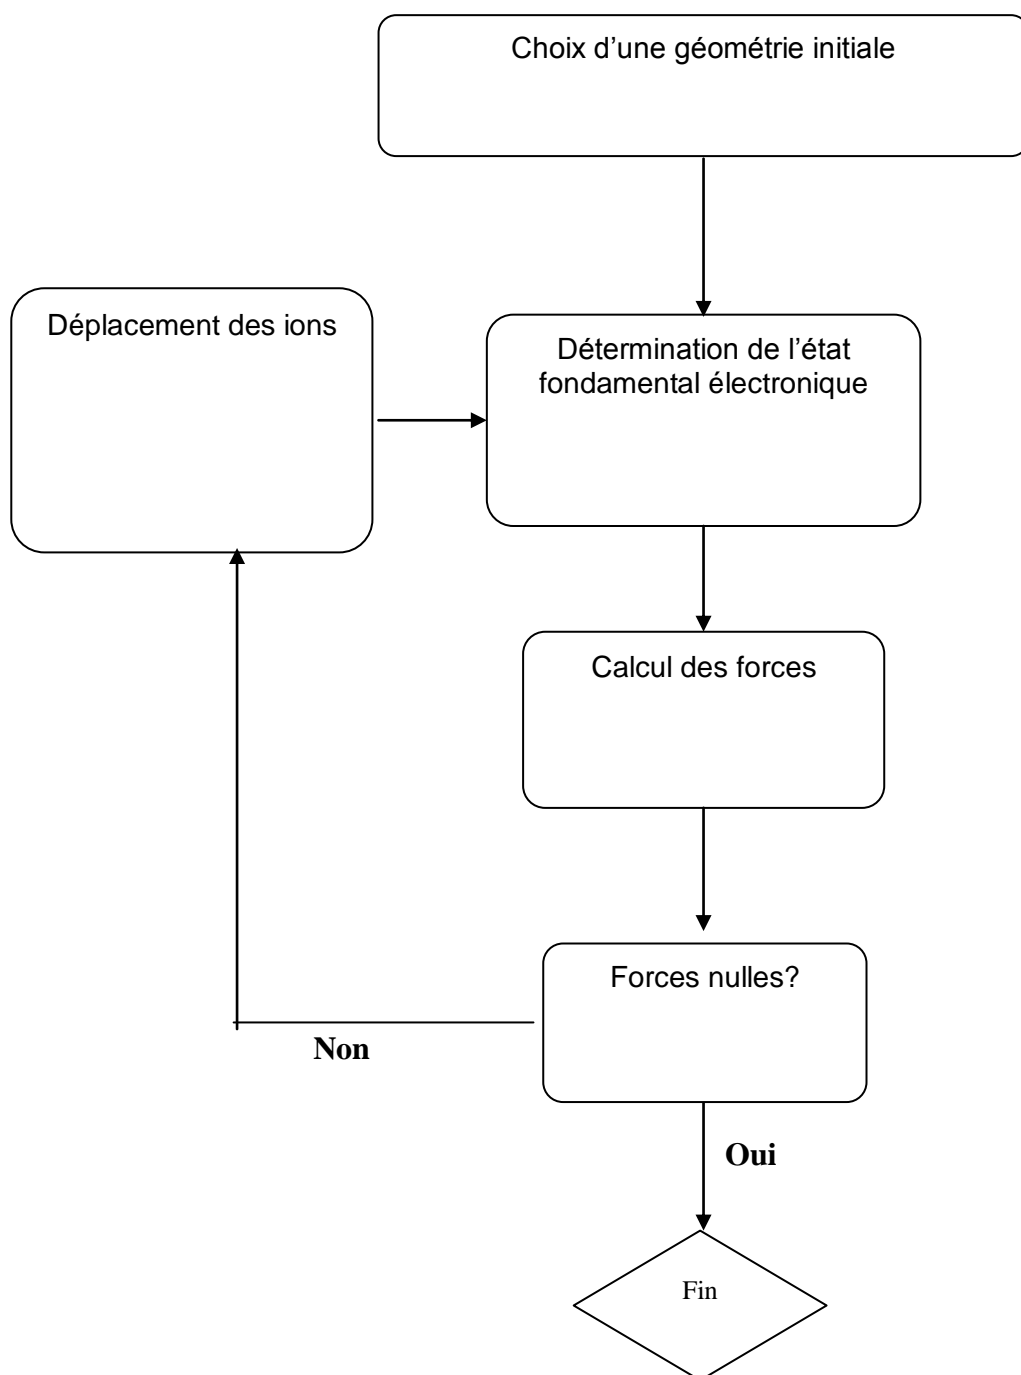 Choix d’une géométrie initiale
Déplacement des ions
Détermination de l’état
fondamental électronique
Calcul des forces
Forces nulles?
Non
Oui
Fin